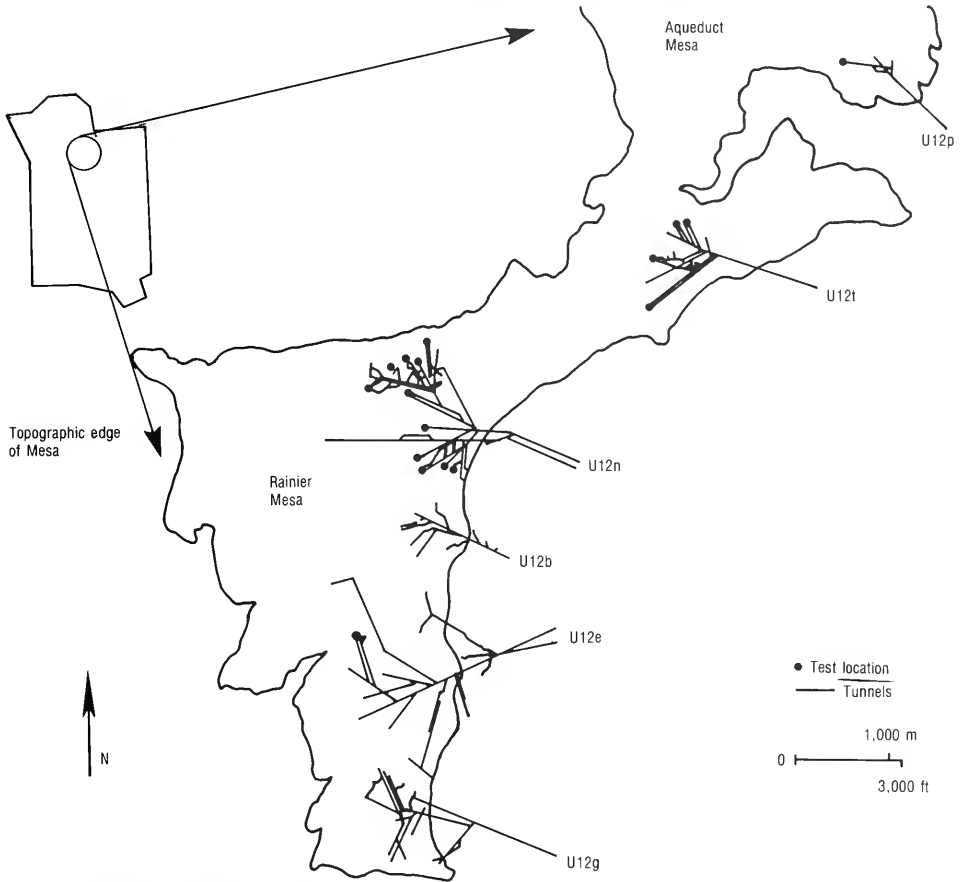 Aqueduct
Mesa
U12p
U12t
Topographic edge
of Mesa
U12n
Rainier
Mesa
U12b
U12e
Test location
Tunnels
N
1,000 m
0
3,000 ft
U12g